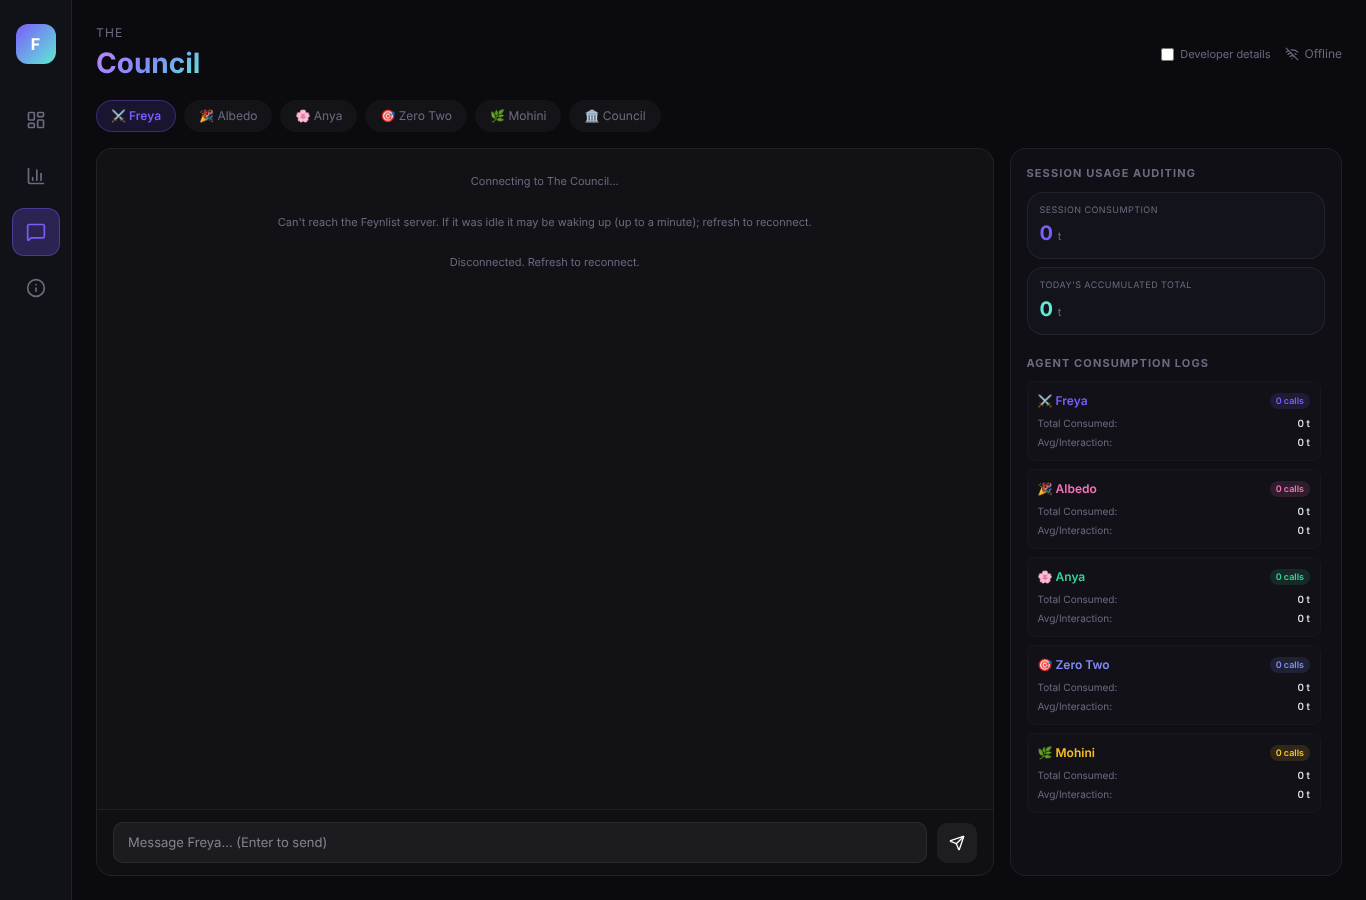 F
THE
Council
Developer details
Offline
⚔️ Freya
🎉 Albedo
🌸 Anya
🎯 Zero Two
🌿 Mohini
🏛️ Council
Connecting to The Council...
Can't reach the Feynlist server. If it was idle it may be waking up (up to a minute); refresh to reconnect.
Disconnected. Refresh to reconnect.
Message Freya... (Enter to send)
SESSION USAGE AUDITING
SESSION CONSUMPTION
0 t
TODAY'S ACCUMULATED TOTAL
0 t
AGENT CONSUMPTION LOGS
⚔️ Freya 0 calls
Total Consumed: 0 t
Avg/Interaction: 0 t
🎉 Albedo 0 calls
Total Consumed: 0 t
Avg/Interaction: 0 t
🌸 Anya 0 calls
Total Consumed: 0 t
Avg/Interaction: 0 t
🎯 Zero Two 0 calls
Total Consumed: 0 t
Avg/Interaction: 0 t
🌿 Mohini 0 calls
Total Consumed: 0 t
Avg/Interaction: 0 t